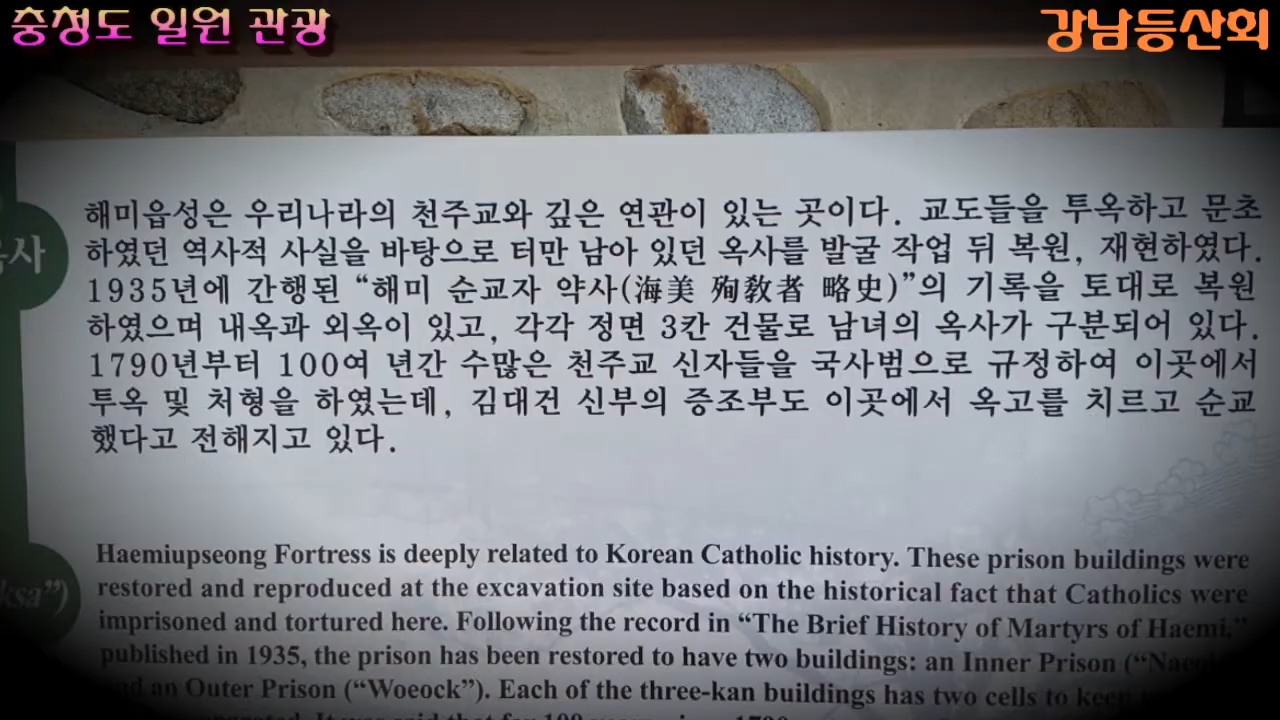 충청도 일원 관광
강남등산회
해미읍성은 우리나라의 천주교와 깊은 연관이 있는 곳이다. 교도들을 투옥하고 문초
하였던 역사적 사실을 바탕으로 터만 남아 있던 옥사를 발굴 작업 뒤 복원, 재현하였다.
1935년에 간행된 “해미 순교자 약사(海美 殉敎者 略史)”의 기록을 토대로 복원
하였으며 내옥과 외옥이 있고, 각각 정면 3칸 건물로 남녀의 옥사가 구분되어 있다.
1790년부터 100여 년간 수많은 천주교 신자들을 국사범으로 규정하여 이곳에서
투옥 및 처형을 하였는데, 김대건 신부의 증조부도 이곳에서 옥고를 치르고 순교
했다고 전해지고 있다.
Haemiupseong Fortress is deeply related to Korean Catholic history. These prison buildings were
restored and reproduced at the excavation site based on the historical fact that Catholics were
imprisoned and tortured here. Following the record in “The Brief History of Martyrs of Haemi,”
published in 1935, the prison has been restored to have two buildings: an Inner Prison
and an Outer Prison (“Woeock”). Each of the three-kan buildings has two cells to keep